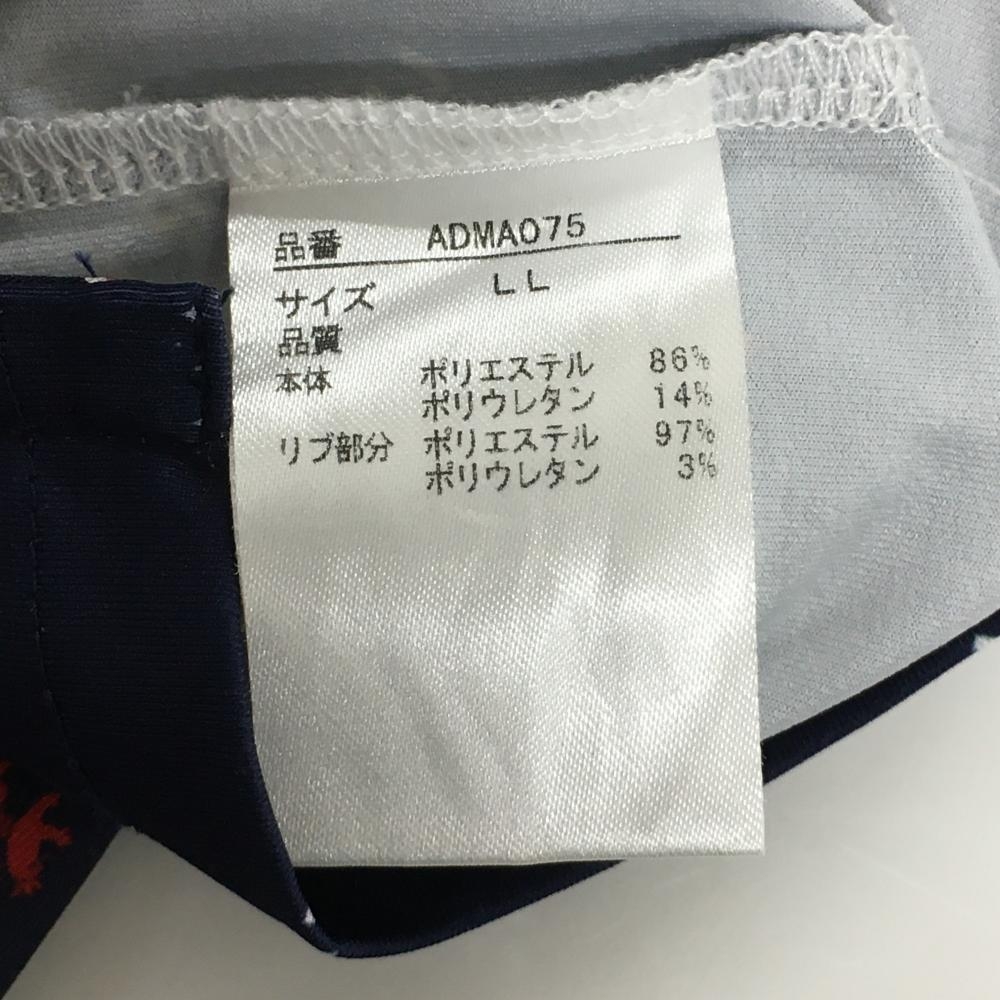 品番 ADMA075
サイズ LL
品質
本体 ポリエステル 86%
ポリウレタン 14%
リブ部分 ポリエステル 97%
ポリウレタン 3%